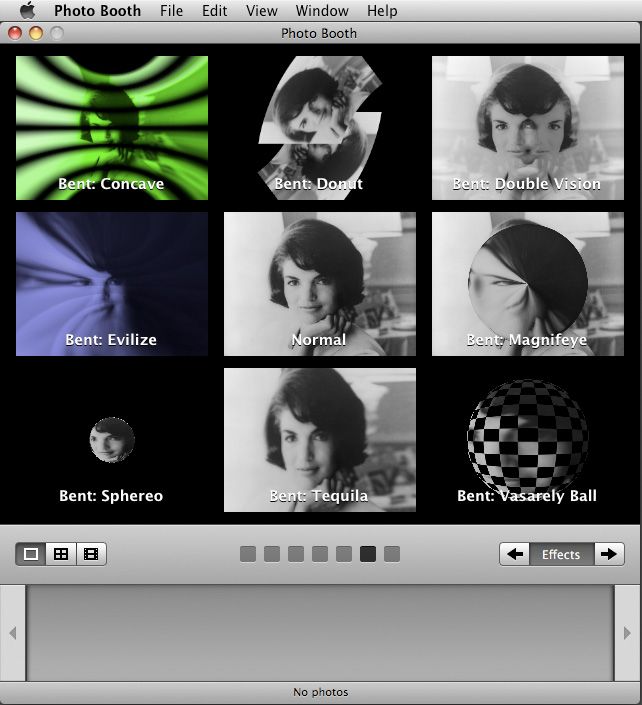 Photo Booth File Edit View Window Help
Photo Booth
Bent: Concave
Bent: Donut
Bent: Double Vision
Bent: Evilize
Normal
Bent: Magnifeye
Bent: Sphereo
Bent: Tequila
Bent: Vasarely Ball
Effects
No photos